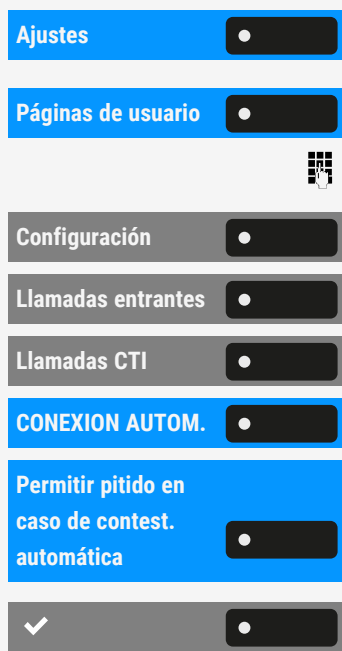 Ajustes
Páginas de usuario
Configuración
Llamadas entrantes
Llamadas CTI
CONEXION AUTOM.
Permitir pitido en
caso de contest.
automática